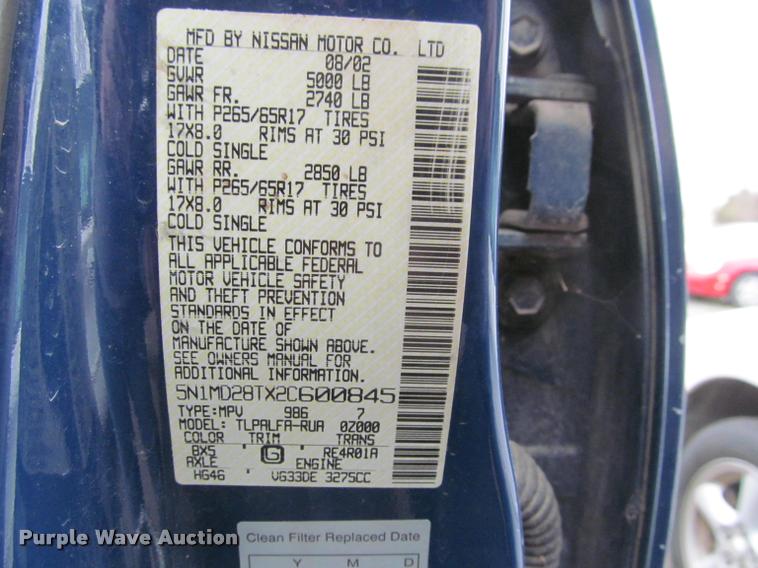 MFD BY NISSAN MOTOR CO. LTD
DATE 08/02
GVWR 5000 LB
GAWR FR. 2740 LB
WITH P265/65R17 TIRES
17X8.0 RIMS AT 30 PSI
COLD SINGLE
GAWR RR. 2850 LB
WITH P265/65R17 TIRES
17X8.0 RIMS AT 30 PSI
COLD SINGLE
THIS VEHICLE CONFORMS TO
ALL APPLICABLE FEDERAL
MOTOR VEHICLE SAFETY
AND THEFT PREVENTION
STANDARDS IN EFFECT
ON THE DATE OF
MANUFACTURE SHOWN ABOVE.
SEE OWNERS MANUAL FOR
ADDITIONAL INFORMATION.
5N1MD28TX2C600845
TYPE:MPV 986 7
MODEL: TLPALFA-RUA 0Z000
COLOR TRIM TRANS
BX5 G RE4R01A
AXLE ENGINE
HG46 VG33DE 3275CC
Clean Filter Replaced Date
Y M D
Purple Wave Auction